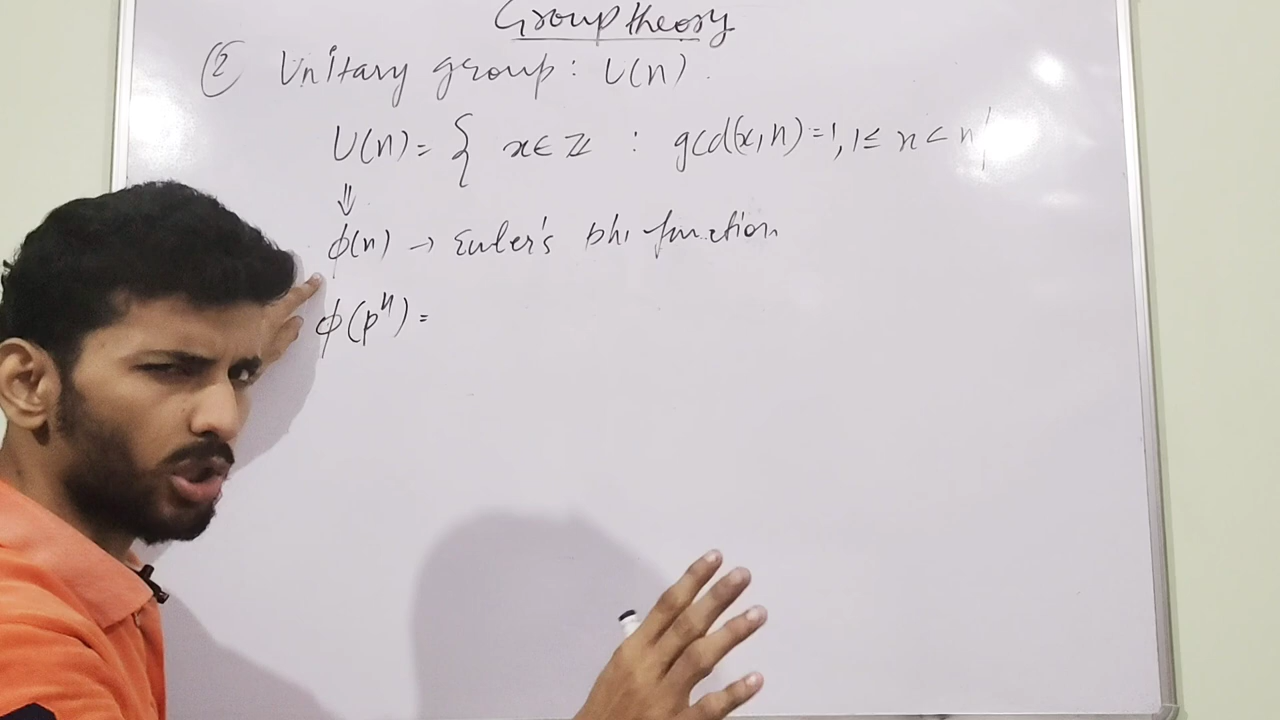 Group theory
② Unitary group: U(n).
U(n) = { x ∈ ℤ : gcd(x, n) = 1, 1 ≤ n < n }
⇓
ϕ(n) → Euler's phi function
ϕ(pⁿ) =